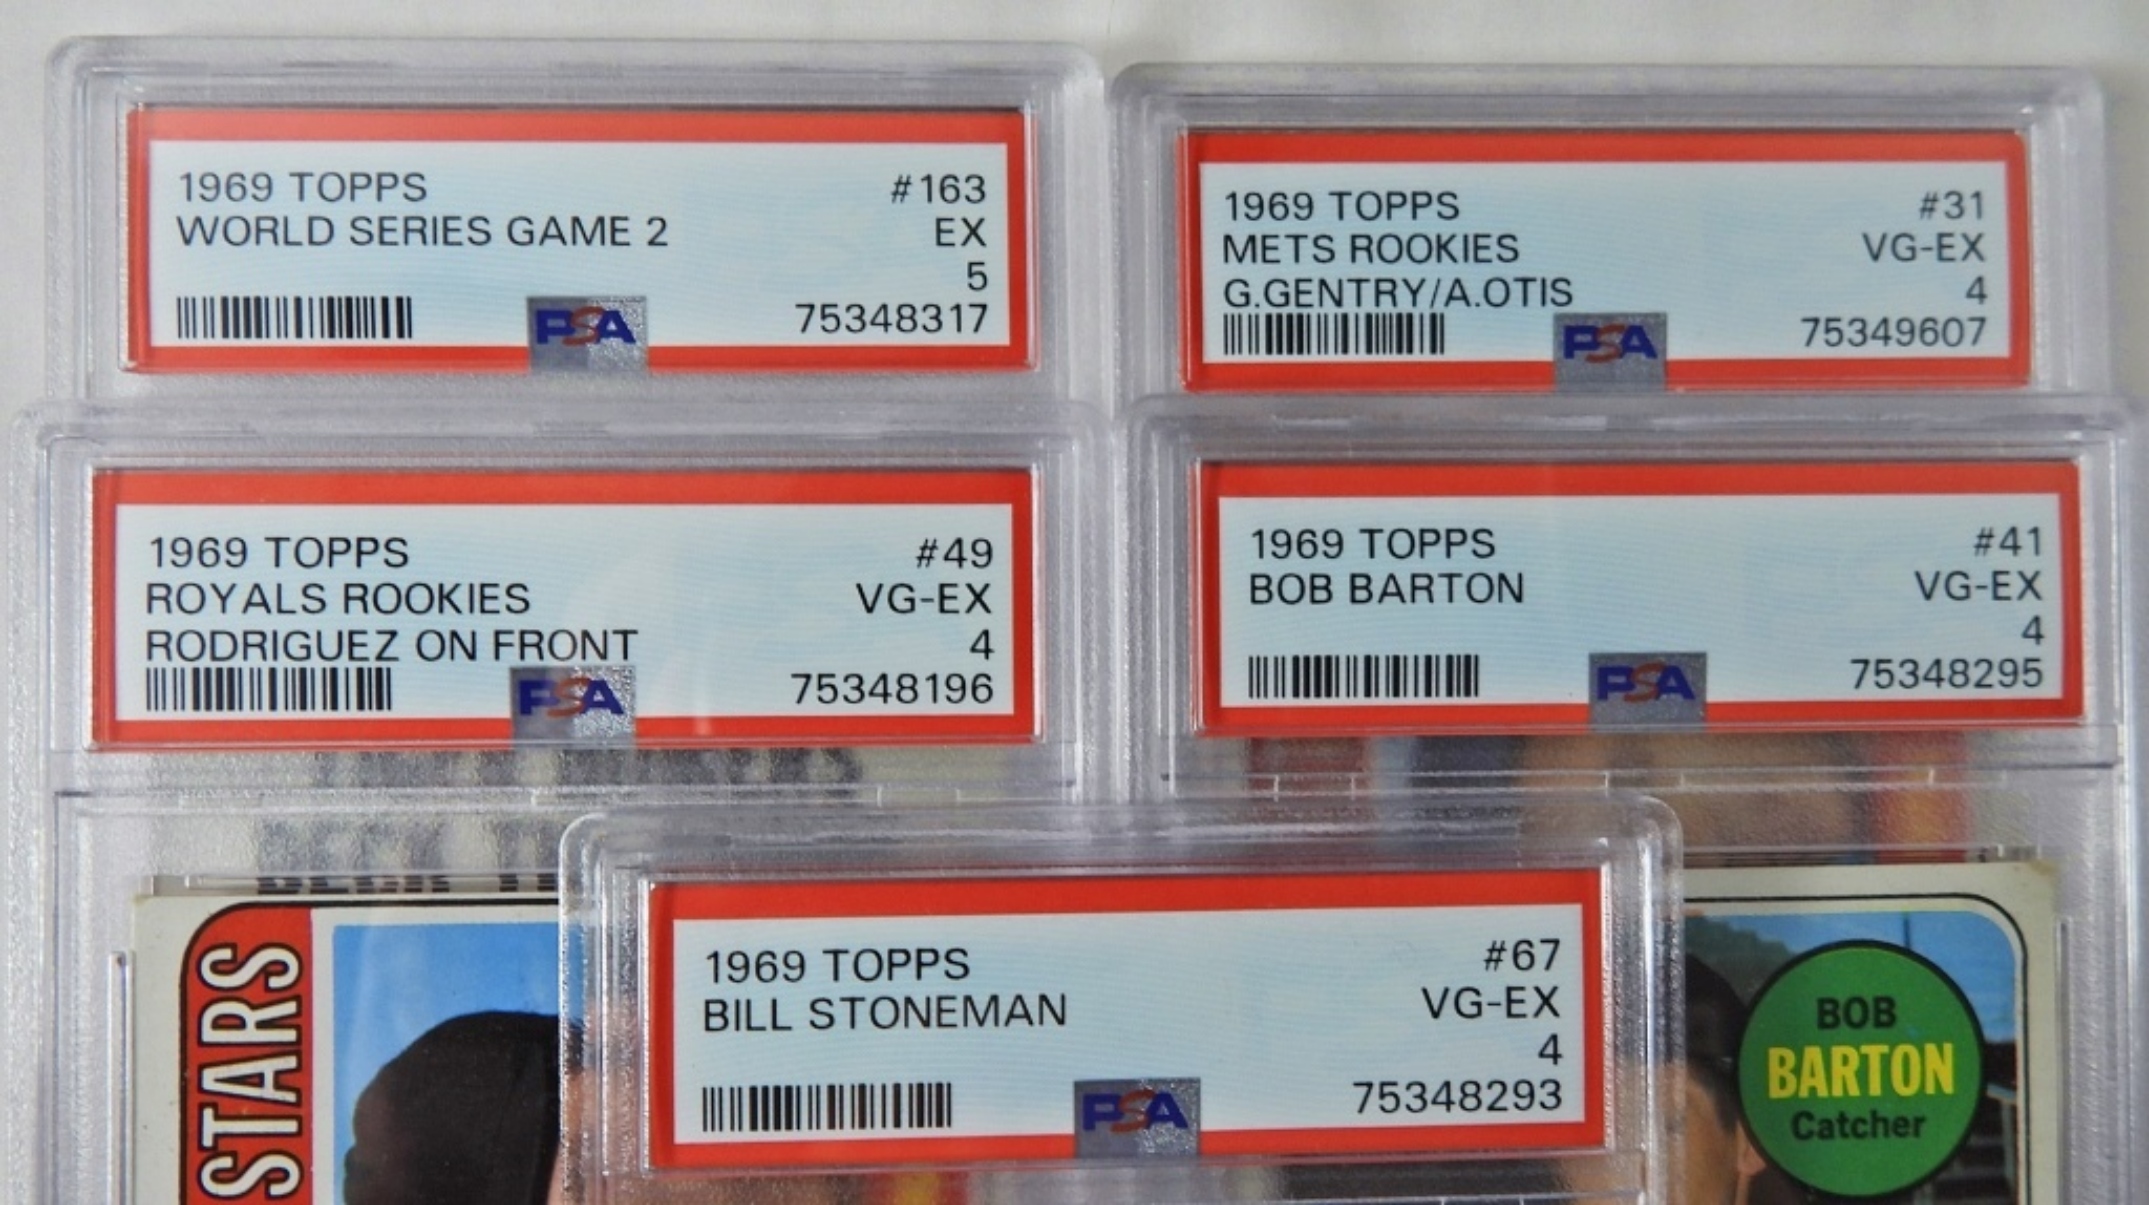 1969 TOPPS #163
WORLD SERIES GAME 2 EX
5
PSA 75348317
1969 TOPPS #31
METS ROOKIES VG-EX
G.GENTRY/A.OTIS 4
PSA 75349607
1969 TOPPS #49
ROYALS ROOKIES VG-EX
RODRIGUEZ ON FRONT 4
PSA 75348196
1969 TOPPS #41
BOB BARTON VG-EX
4
PSA 75348295
1969 TOPPS #67
BILL STONEMAN VG-EX
4
PSA 75348293
STARS
BOB
BARTON
Catcher